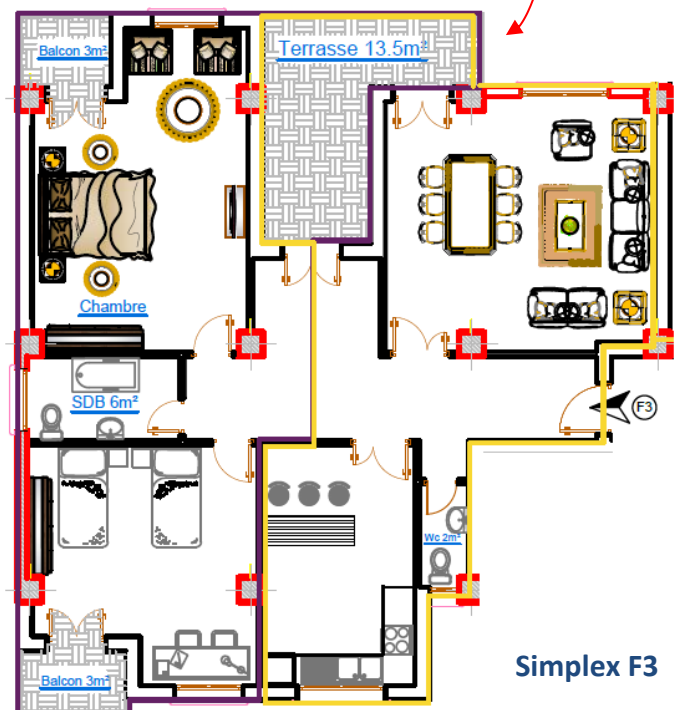 Balcon 3m²
Terrasse 13.5m²
Chambre
SDB 6m²
F3
Wc 2m²
Simplex F3
Balcon 3m²